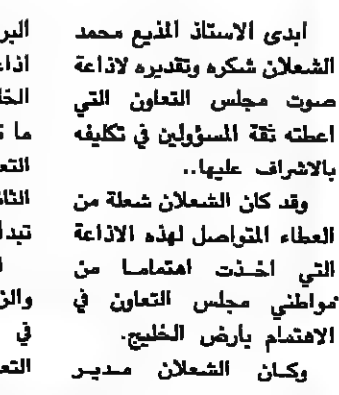 ابدى الاستاذ المذيع محمد
الشعلان شكره وتقديره لاذاعة
صوت مجلس التعاون التي
اعطته ثقة المسؤولين في تكليفه
بالاشراف عليها..
وقد كان الشعلان شعلة من
العطاء المتواصل لهذه الاذاعة
التي اخذت اهتماما من
مواطني مجلس التعاون في
الاهتمام بأرض الخليج.
وكان الشعلان مدير